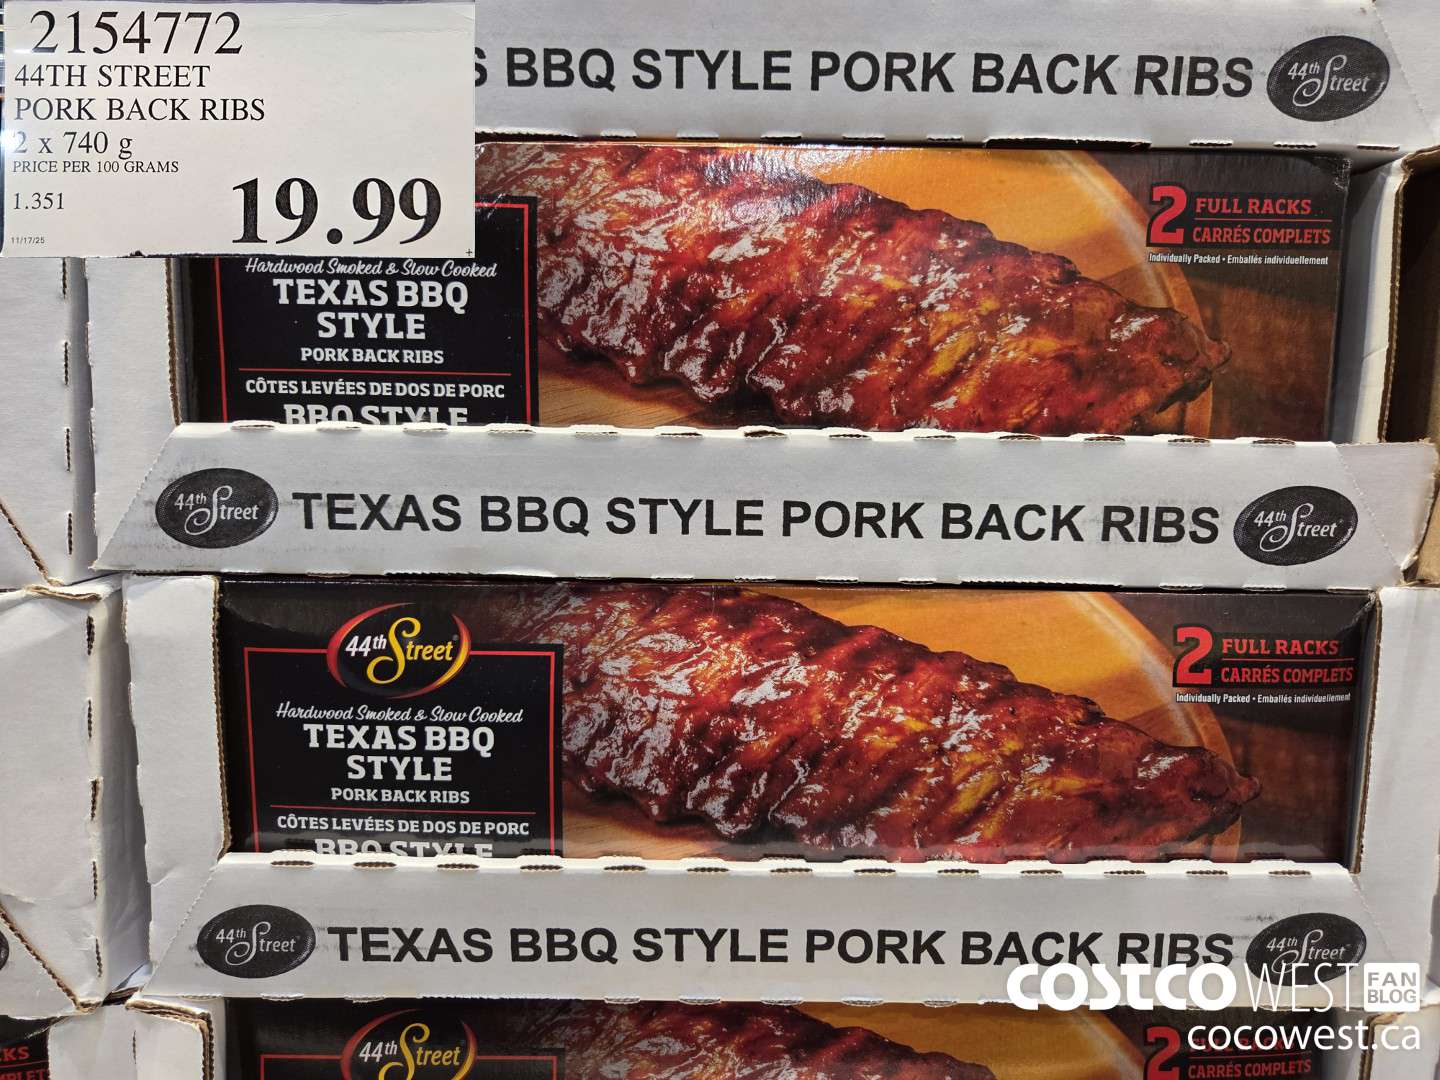 2154772
44TH STREET
PORK BACK RIBS
2 x 740 g
PRICE PER 100 GRAMS
1.351
19.99
11/17/25
S BBQ STYLE PORK BACK RIBS
44th Street
2 FULL RACKS
CARRÉS COMPLETS
Individually Packed • Emballés individuellement
Hardwood Smoked & Slow Cooked
TEXAS BBQ
STYLE
PORK BACK RIBS
CÔTES LEVÉES DE DOS DE PORC
BBQ STYLE
44th Street
TEXAS BBQ STYLE PORK BACK RIBS
44th Street
44th Street®
Hardwood Smoked & Slow Cooked
TEXAS BBQ
STYLE
PORK BACK RIBS
CÔTES LEVÉES DE DOS DE PORC
BBQ STYLE
2 FULL RACKS
CARRÉS COMPLETS
Individually Packed • Emballés individuellement
44th Street
TEXAS BBQ STYLE PORK BACK RIBS
44th Street
COSTCO WEST FAN BLOG
cocowest.ca
44th Street
2
CARRÉS COMPLETS